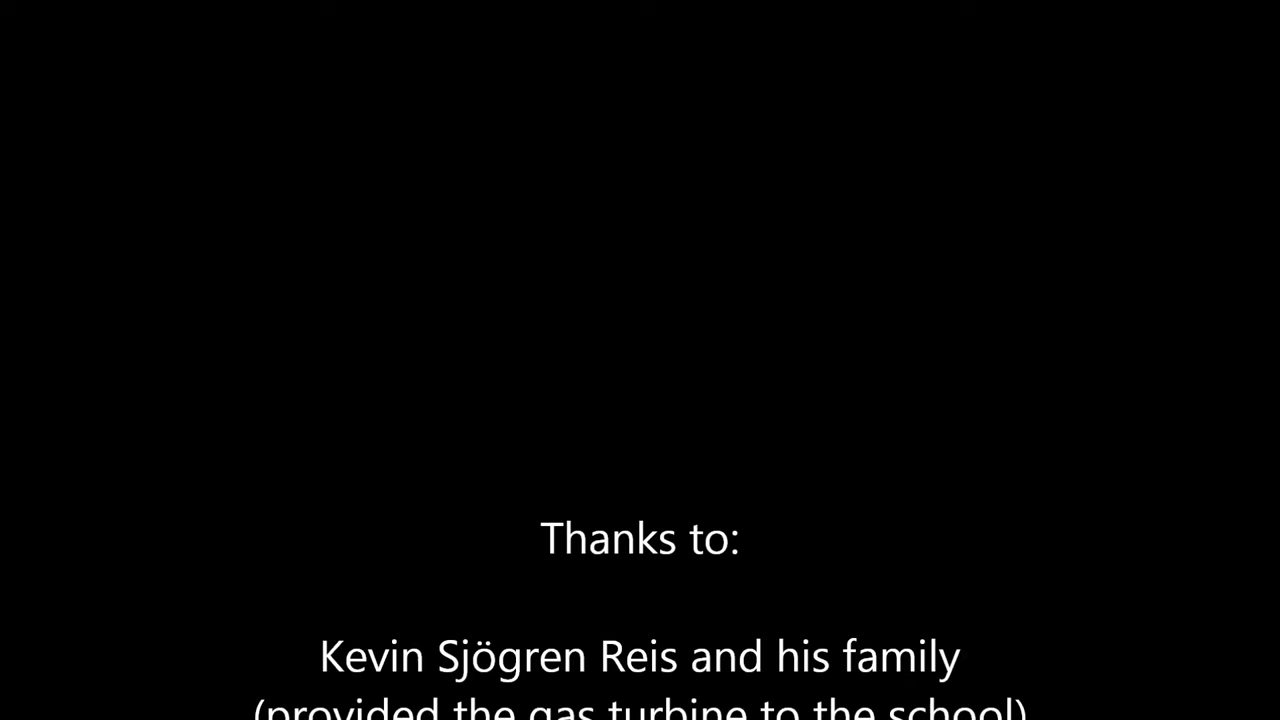 Thanks to:
Kevin Sjögren Reis and his family
(provided the gas turbine to the school)